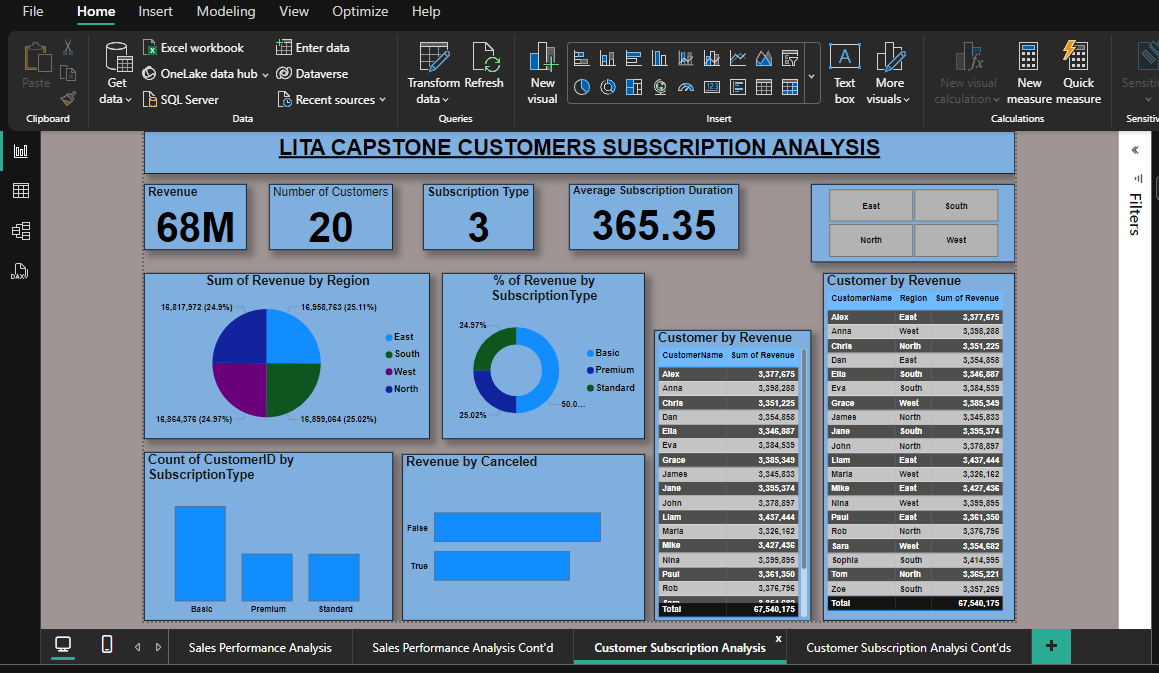 File Home Insert Modeling View Optimize Help
Paste
Clipboard
Get data
Excel workbook
OneLake data hub
SQL Server
Enter data
Dataverse
Recent sources
Data
Transform data
Refresh
Queries
New visual
Text box
More visuals
Insert
New visual calculation
New measure
Quick measure
Calculations
Sensitiv
Sensitiv
LITA CAPSTONE CUSTOMERS SUBSCRIPTION ANALYSIS
Revenue
68M
Number of Customers
20
Subscription Type
3
Average Subscription Duration
365.35
East South
North West
Filters
Sum of Revenue by Region
16,817,972 (24.9%)
16,958,763 (25.11%)
16,864,376 (24.97%)
16,899,064 (25.02%)
East
South
West
North
% of Revenue by
SubscriptionType
24.97%
25.02%
50.0...
Basic
Premium
Standard
Count of CustomerID by
SubscriptionType
Basic Premium Standard
Revenue by Canceled
False
True
Customer by Revenue
CustomerName Sum of Revenue
Alex 3,377,675
Anna 3,398,288
Chris 3,351,225
Dan 3,354,858
Ella 3,346,887
Eva 3,384,539
Grace 3,385,349
James 3,345,833
Jane 3,395,374
John 3,378,897
Liam 3,437,444
Maria 3,326,162
Mike 3,427,436
Nina 3,399,895
Paul 3,361,350
Rob 3,376,796
Sara 3,354,682
Total 67,540,175
Customer by Revenue
CustomerName Region Sum of Revenue
Alex East 3,377,675
Anna West 3,398,288
Chris North 3,351,225
Dan East 3,354,858
Ella South 3,346,887
Eva South 3,384,539
Grace West 3,385,349
James North 3,345,833
Jane South 3,395,374
John North 3,378,897
Liam East 3,437,444
Maria West 3,326,162
Mike East 3,427,436
Nina West 3,399,895
Paul East 3,361,350
Rob North 3,376,796
Sara West 3,354,682
Sophia South 3,414,995
Tom North 3,365,221
Zoe South 3,357,269
Total 67,540,175
Sales Performance Analysis
Sales Performance Analysis Cont'd
Customer Subscription Analysis
x
Customer Subscription Analysi Cont'ds